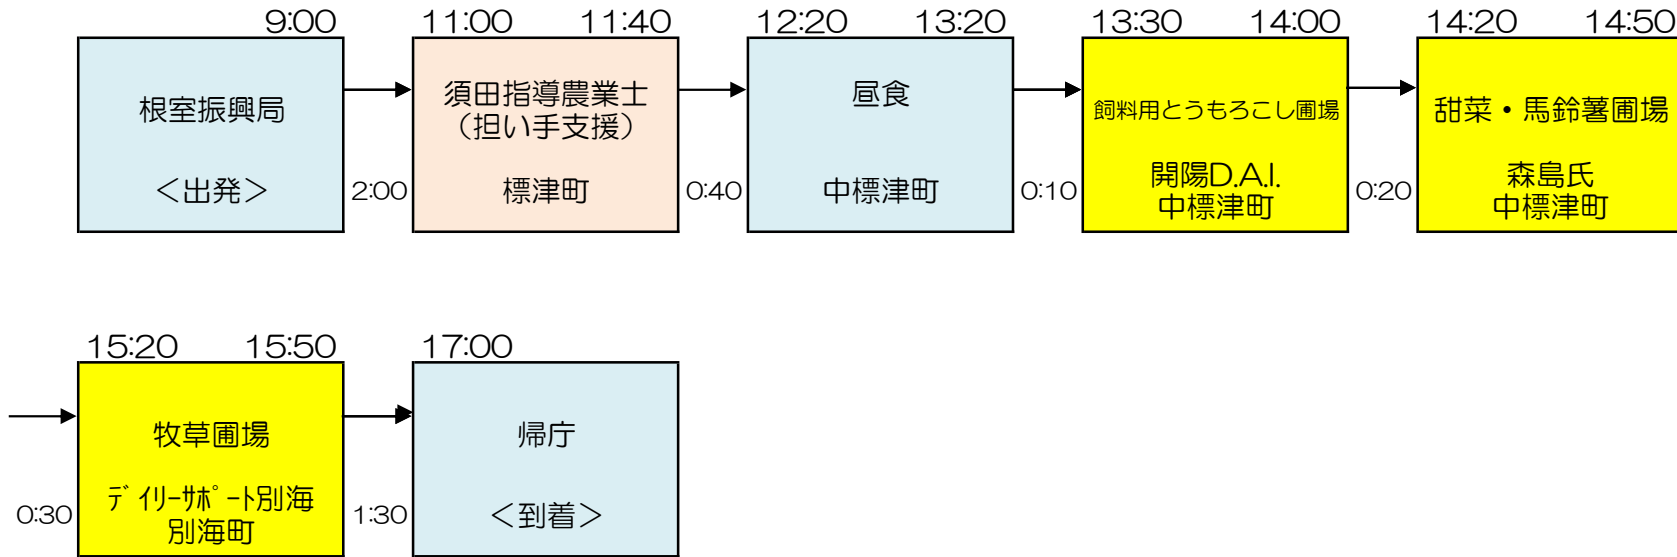 9:00
根室振興局
＜出発＞
2:00
11:00 11:40
須田指導農業士
（担い手支援）
標津町
0:40
12:20 13:20
昼食
中標津町
0:10
13:30 14:00
飼料用とうもろこし圃場
開陽D.A.I.
中標津町
0:20
14:20 14:50
甜菜・馬鈴薯圃場
森島氏
中標津町
0:30
15:20 15:50
牧草圃場
ﾃﾞｲﾘｰｻﾎﾟｰﾄ別海
別海町
1:30
17:00
帰庁
＜到着＞